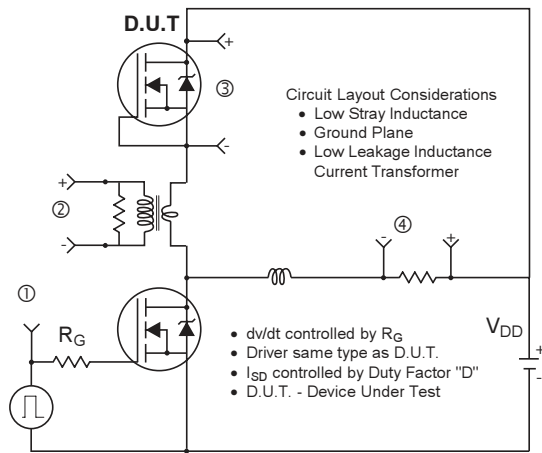 D.U.T
+
③
-
Circuit Layout Considerations
• Low Stray Inductance
• Ground Plane
• Low Leakage Inductance
Current Transformer
+
②
-
④
-
+
①
RG
• dv/dt controlled by RG
• Driver same type as D.U.T.
• ISD controlled by Duty Factor "D"
• D.U.T. - Device Under Test
VDD
+
-